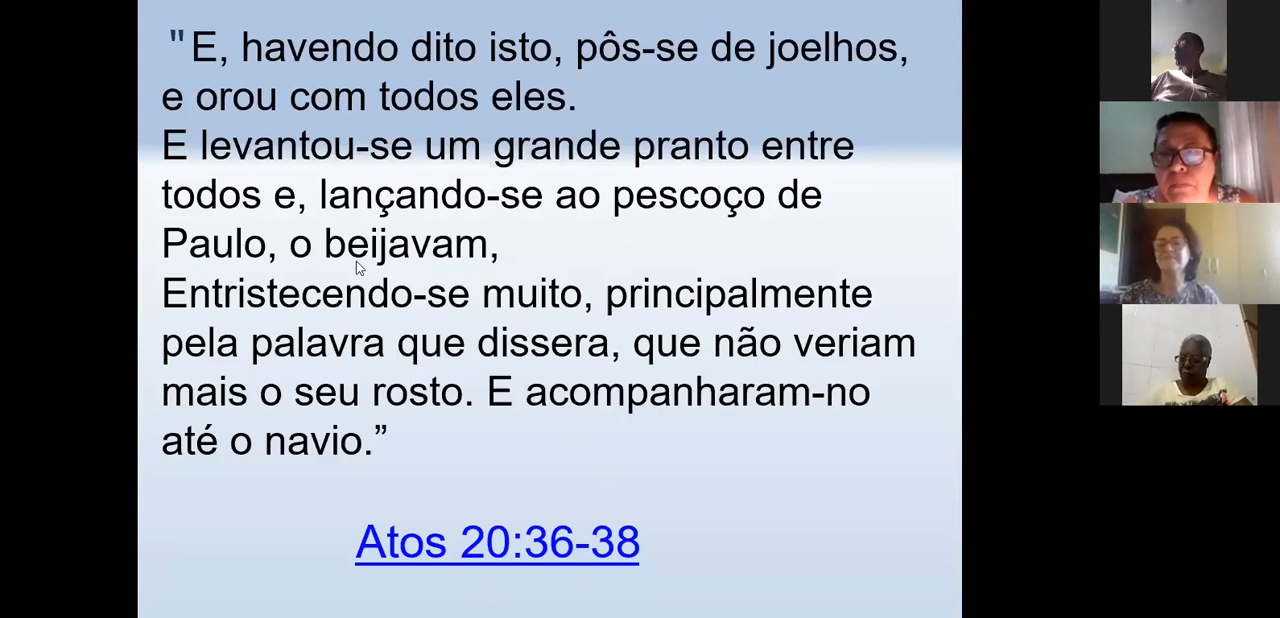 "E, havendo dito isto, pôs-se de joelhos,
e orou com todos eles.
E levantou-se um grande pranto entre
todos e, lançando-se ao pescoço de
Paulo, o beijavam,
Entristecendo-se muito, principalmente
pela palavra que dissera, que não veriam
mais o seu rosto. E acompanharam-no
até o navio.”
Atos 20:36-38